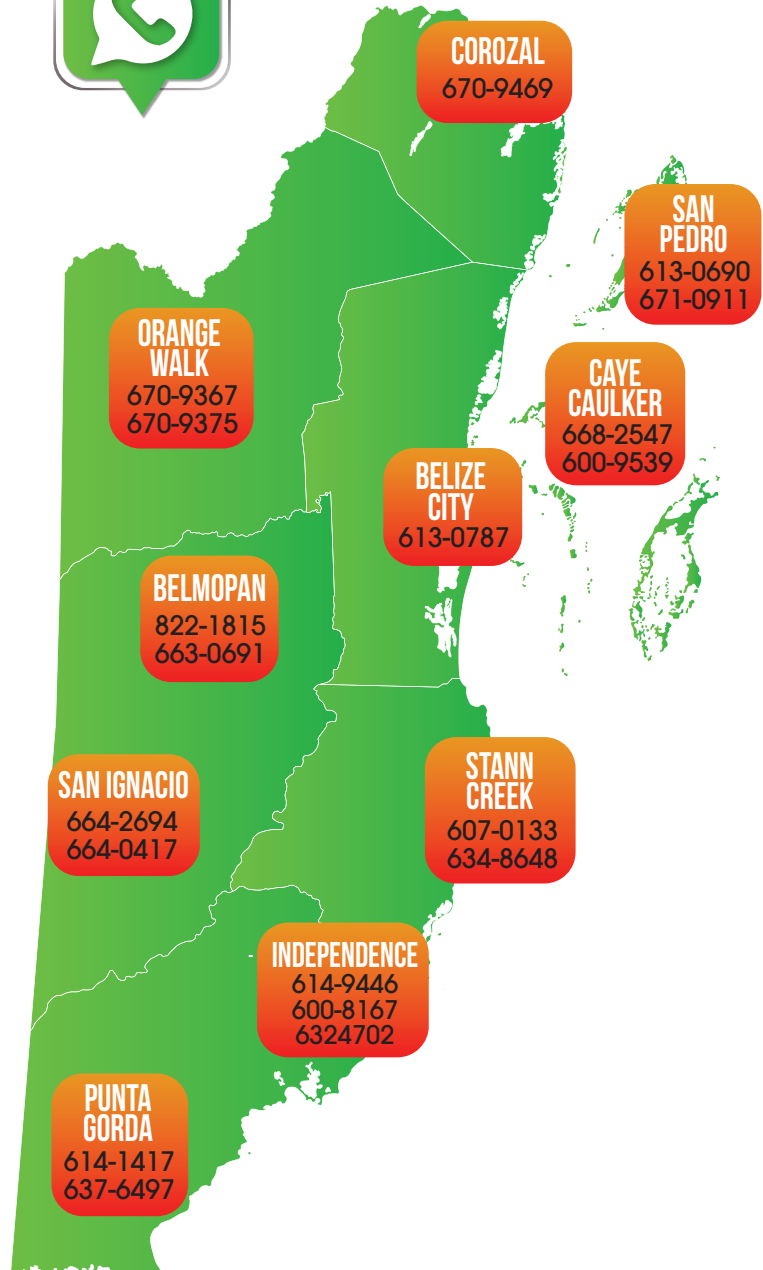 COROZAL
670-9469
SAN
PEDRO
613-0690
671-0911
ORANGE
WALK
670-9367
670-9375
CAYE
CAULKER
668-2547
600-9539
BELIZE
CITY
613-0787
BELMOPAN
822-1815
663-0691
SAN IGNACIO
664-2694
664-0417
STANN
CREEK
607-0133
634-8648
INDEPENDENCE
614-9446
600-8167
6324702
PUNTA
GORDA
614-1417
637-6497